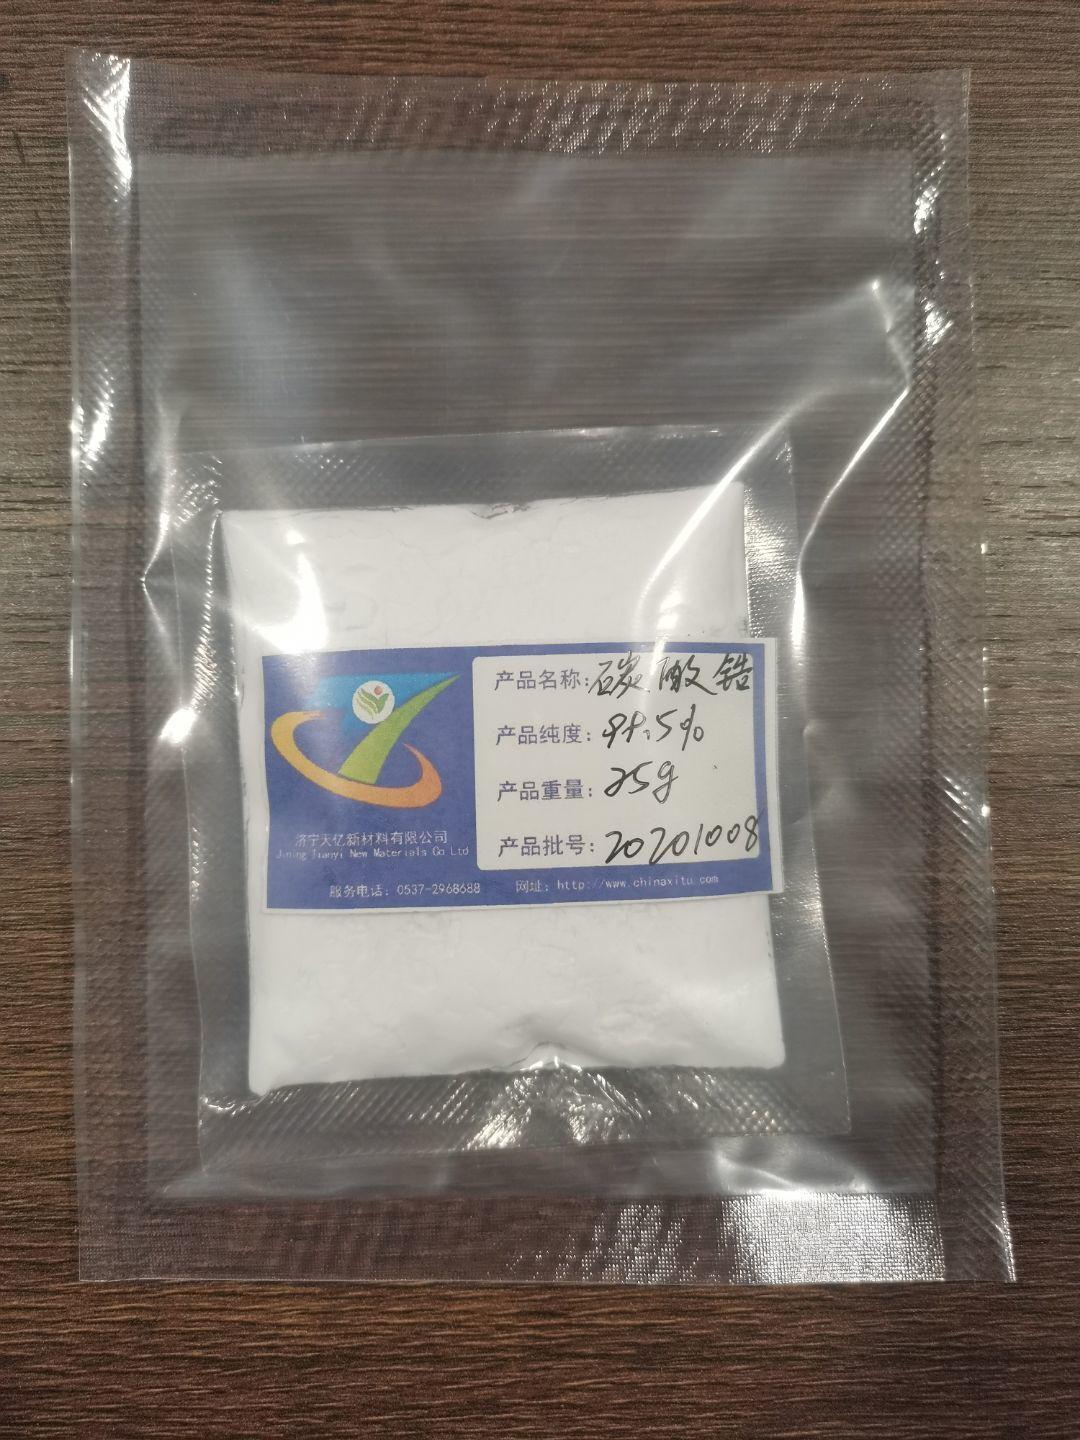 产品名称：碳酸锆
产品纯度：99.5%
产品重量：25g
产品批号：20201008
济宁天亿新材料有限公司
Jining Tianyi New Materials Co Ltd
服务电话：0537-2968688 网址：http://www.chinaxitu.com